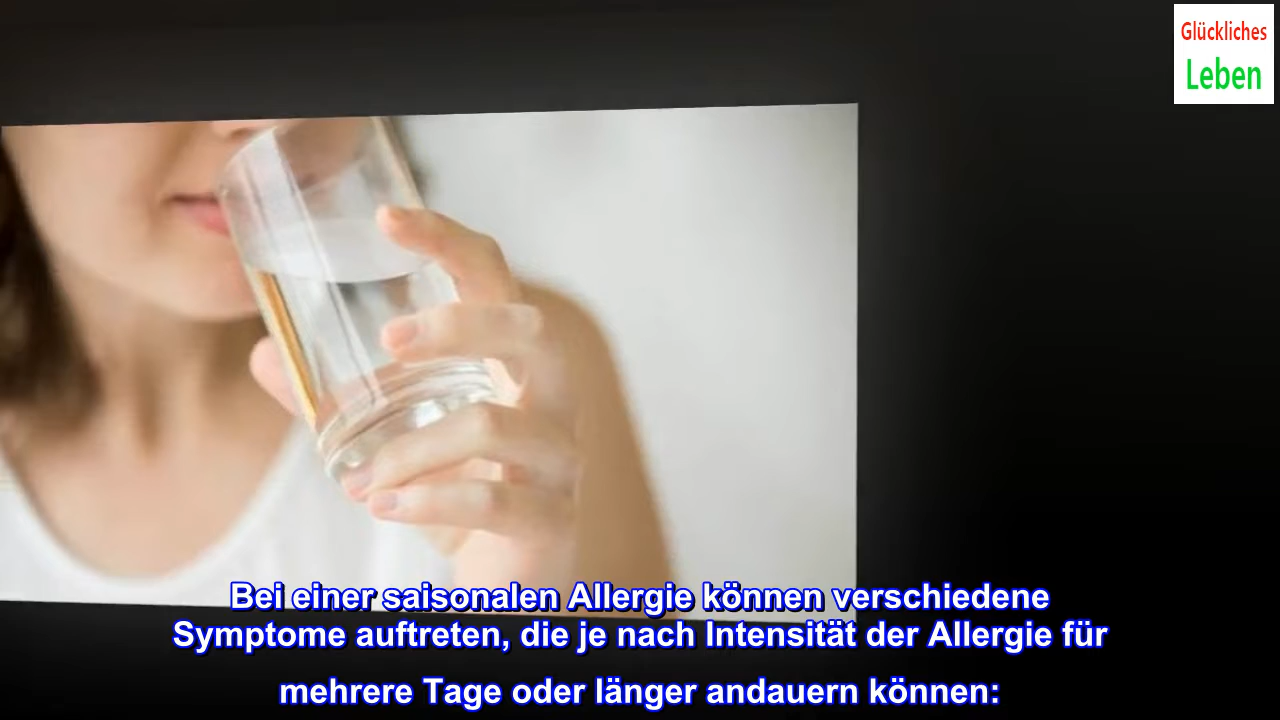 Glückliches
Leben
Bei einer saisonalen Allergie können verschiedene
Symptome auftreten, die je nach Intensität der Allergie für
mehrere Tage oder länger andauern können: